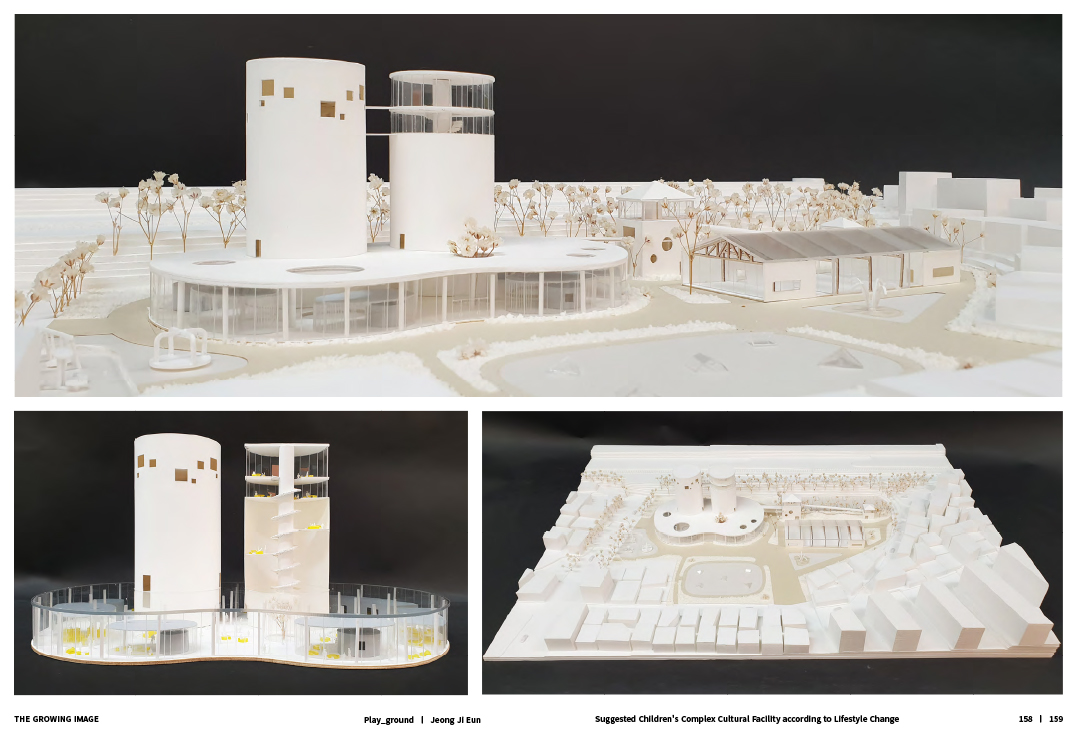 THE GROWING IMAGE
Play_ground | Jeong Ji Eun
Suggested Children's Complex Cultural Facility according to Lifestyle Change
158 | 159